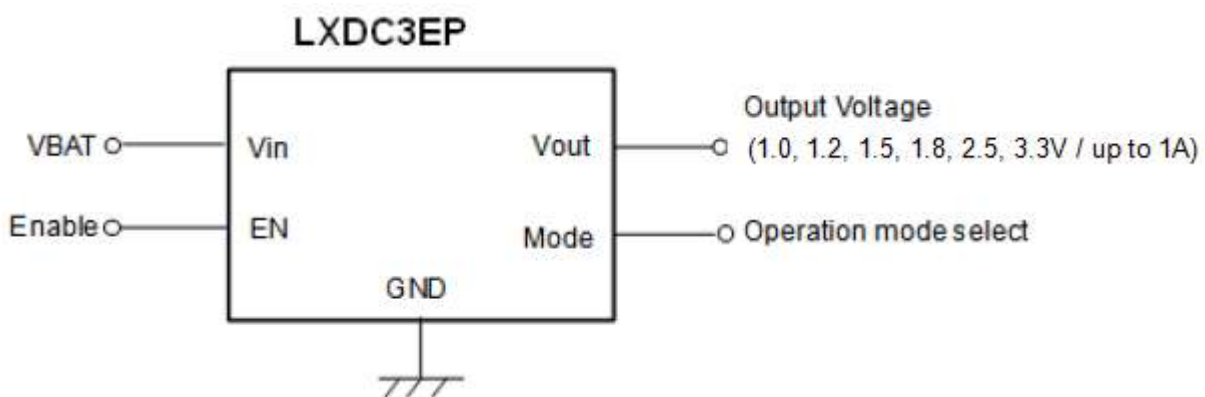 LXDC3EP
VBAT
Vin
Vout
Output Voltage
(1.0, 1.2, 1.5, 1.8, 2.5, 3.3V / up to 1A)
Enable
EN
Mode
Operation mode select
GND